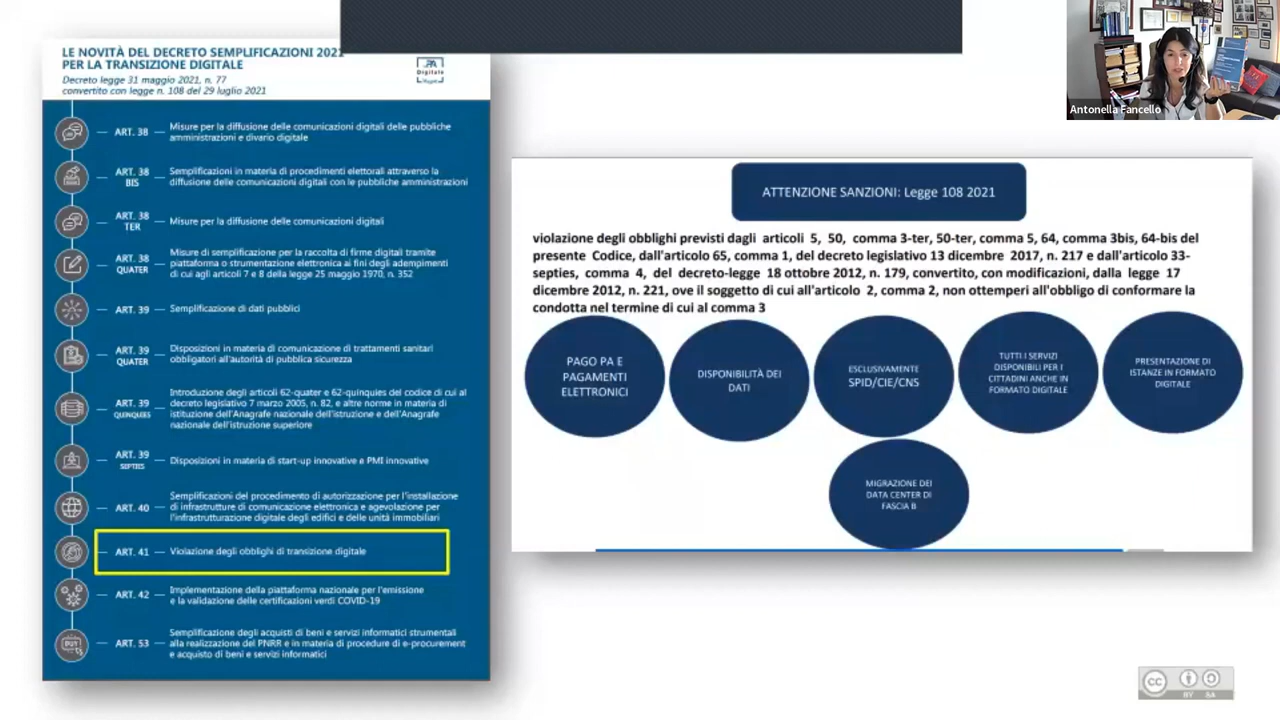 LE NOVITÀ DEL DECRETO SEMPLIFICAZIONI 2021
PER LA TRANSIZIONE DIGITALE
Decreto legge 31 maggio 2021, n. 77
convertito con legge n. 108 del 29 luglio 2021
PA
Digitale
ART. 38
Misure per la diffusione delle comunicazioni digitali delle pubbliche
amministrazioni e divario digitale
ART. 38
BIS
Semplificazioni in materia di procedimenti elettorali attraverso la
diffusione delle comunicazioni digitali con le pubbliche amministrazioni
ART. 38
TER
Misure per la diffusione delle comunicazioni digitali
ART. 38
QUATER
Misure di semplificazione per la raccolta di firme digitali tramite
piattaforma o strumentazione elettronica ai fini degli adempimenti
di cui agli articoli 7 e 8 della legge 25 maggio 1970, n. 352
ART. 39
Semplificazione di dati pubblici
ART. 39
QUATER
Disposizioni in materia di comunicazione di trattamenti sanitari
obbligatori all'autorità di pubblica sicurezza
ART. 39
QUINQUIES
Introduzione degli articoli 62-quater e 62-quinquies del codice di cui al
decreto legislativo 7 marzo 2005, n. 82, e altre norme in materia di
istituzione dell'Anagrafe nazionale dell'istruzione e dell'Anagrafe
nazionale dell'istruzione superiore
ART. 39
SEPTIES
Disposizioni in materia di start-up innovative e PMI innovative
ART. 40
Semplificazioni del procedimento di autorizzazione per l'installazione
di infrastrutture di comunicazione elettronica e agevolazione per
l'infrastrutturazione digitale degli edifici e delle unità immobiliari
ART. 41
Violazione degli obblighi di transizione digitale
ART. 42
Implementazione della piattaforma nazionale per l'emissione
e la validazione delle certificazioni verdi COVID-19
ART. 53
BUY
Semplificazione degli acquisti di beni e servizi informatici strumentali
alla realizzazione del PNRR e in materia di procedure di e-procurement
e acquisto di beni e servizi informatici
Antonella Fancello
ATTENZIONE SANZIONI: Legge 108 2021
violazione degli obblighi previsti dagli articoli 5, 50, comma 3-ter, 50-ter, comma 5, 64, comma 3bis, 64-bis del
presente Codice, dall'articolo 65, comma 1, del decreto legislativo 13 dicembre 2017, n. 217 e dall'articolo 33-
septies, comma 4, del decreto-legge 18 ottobre 2012, n. 179, convertito, con modificazioni, dalla legge 17
dicembre 2012, n. 221, ove il soggetto di cui all'articolo 2, comma 2, non ottemperi all'obbligo di conformare la
condotta nel termine di cui al comma 3
PAGO PA E
PAGAMENTI
ELETTRONICI
DISPONIBILITÀ DEI
DATI
ESCLUSIVAMENTE
SPID/CIE/CNS
TUTTI I SERVIZI
DISPONIBILI PER I
CITTADINI ANCHE IN
FORMATO DIGITALE
PRESENTAZIONE DI
ISTANZE IN FORMATO
DIGITALE
MIGRAZIONE DEI
DATA CENTER DI
FASCIA B
CC
BY SA